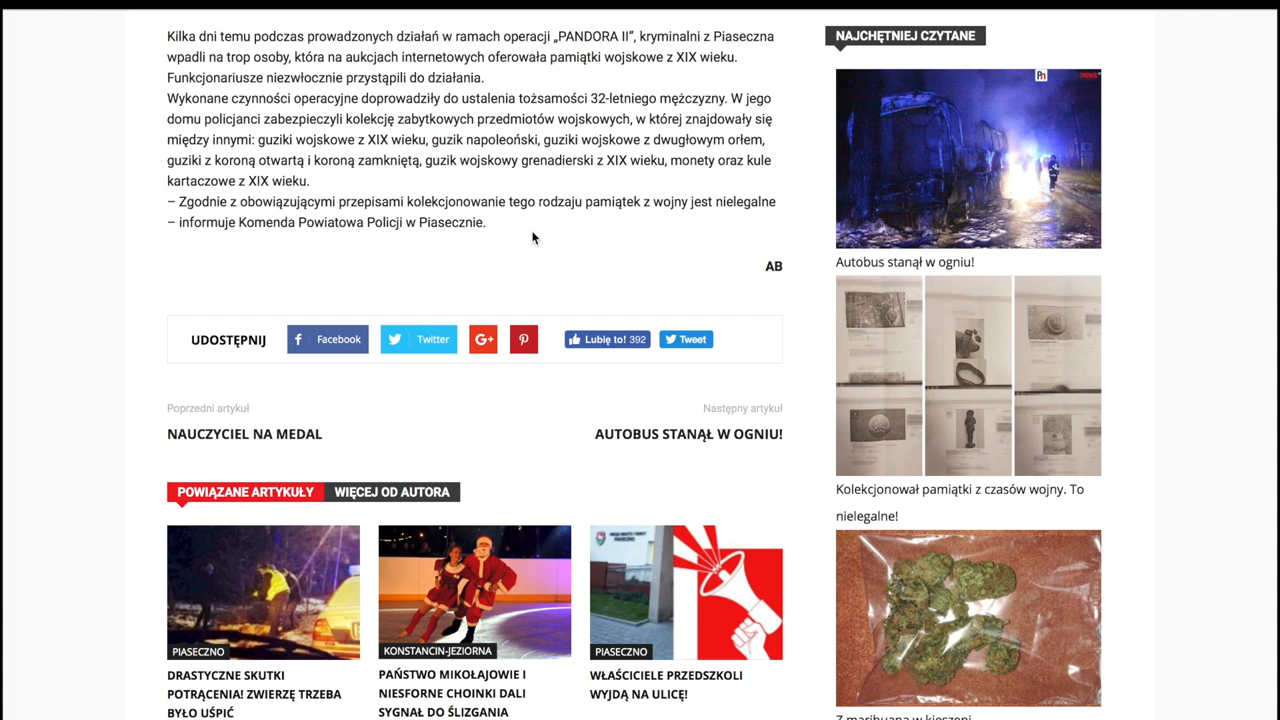 Kilka dni temu podczas prowadzonych działań w ramach operacji „PANDORA II”, kryminalni z Piaseczna
wpadli na trop osoby, która na aukcjach internetowych oferowała pamiątki wojskowe z XIX wieku.
Funkcjonariusze niezwłocznie przystąpili do działania.
Wykonane czynności operacyjne doprowadziły do ustalenia tożsamości 32-letniego mężczyzny. W jego
domu policjanci zabezpieczyli kolekcję zabytkowych przedmiotów wojskowych, w której znajdowały się
między innymi: guziki wojskowe z XIX wieku, guzik napoleoński, guziki wojskowe z dwugłowym orłem,
guziki z koroną otwartą i koroną zamkniętą, guzik wojskowy grenadierski z XIX wieku, monety oraz kule
kartaczowe z XIX wieku.
– Zgodnie z obowiązującymi przepisami kolekcjonowanie tego rodzaju pamiątek z wojny jest nielegalne
– informuje Komenda Powiatowa Policji w Piasecznie.
AB
UDOSTĘPNIJ
Facebook
Twitter
G+
Lubię to! 392
Tweet
Poprzedni artykuł
Następny artykuł
NAUCZYCIEL NA MEDAL
AUTOBUS STANĄŁ W OGNIU!
POWIĄZANE ARTYKUŁY
WIĘCEJ OD AUTORA
PIASECZNO
DRASTYCZNE SKUTKI
POTRĄCENIA! ZWIERZĘ TRZEBA
BYŁO UŚPIĆ
KONSTANCIN-JEZIORNA
PAŃSTWO MIKOŁAJOWIE I
NIESFORNE CHOINKI DALI
SYGNAŁ DO ŚLIZGANIA
PIASECZNO
WŁAŚCICIELE PRZEDSZKOLI
WYJDĄ NA ULICĘ!
NAJCHĘTNIEJ CZYTANE
Autobus stanął w ogniu!
Kolekcjonował pamiątki z czasów wojny. To
nielegalne!
Z marihuaną w kieszeni